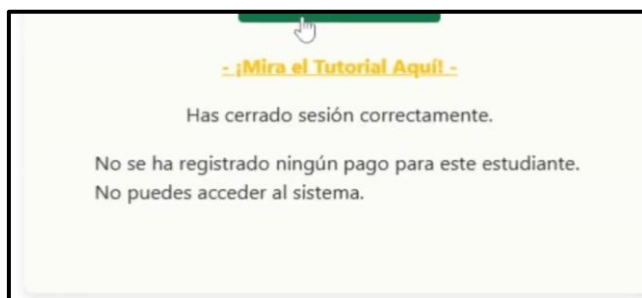 - ¡Mira el Tutorial Aquí! -
Has cerrado sesión correctamente.
No se ha registrado ningún pago para este estudiante.
No puedes acceder al sistema.